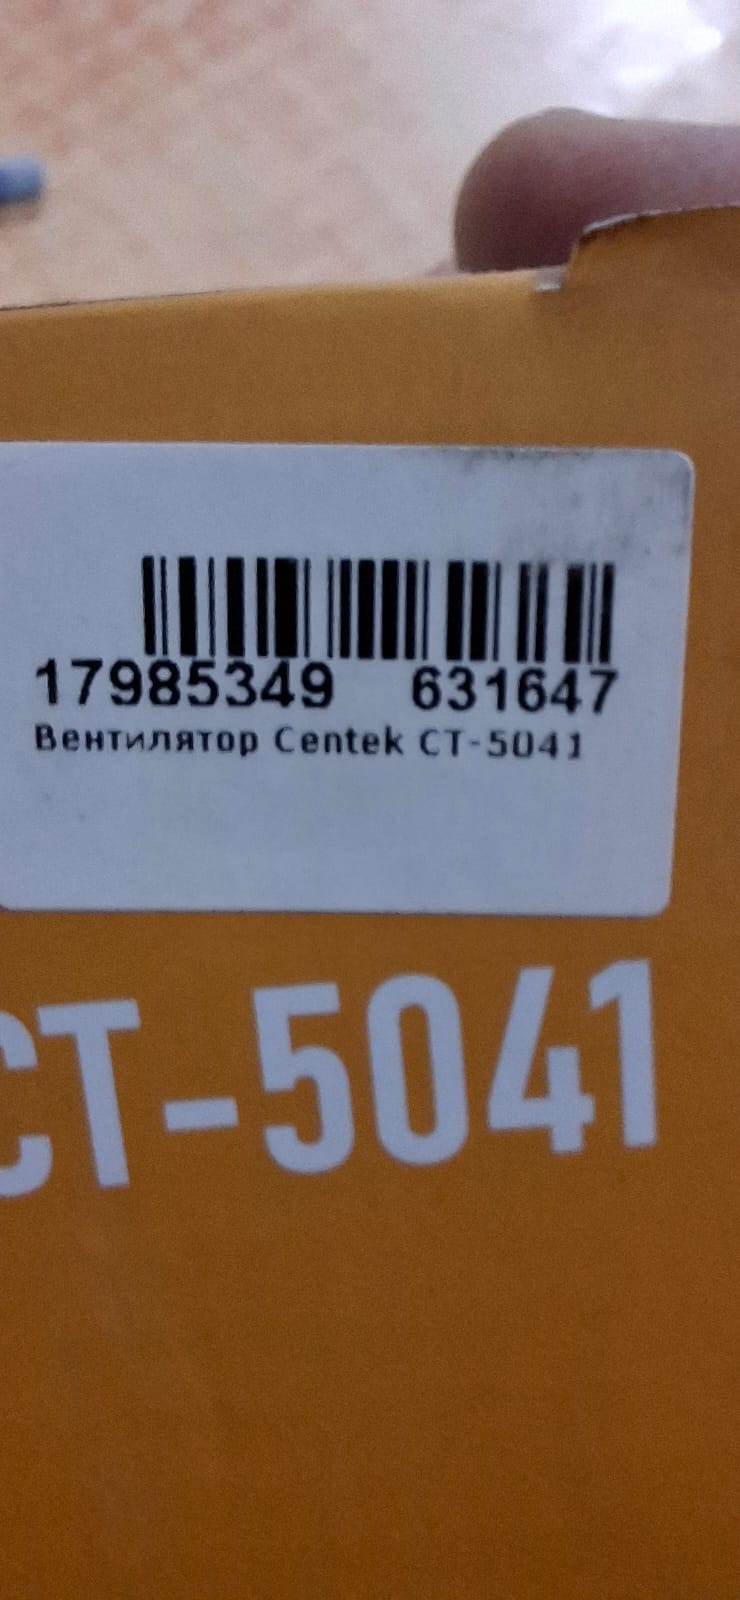 17985349 631647
Вентилятор Centek CT-5041
CT-5041